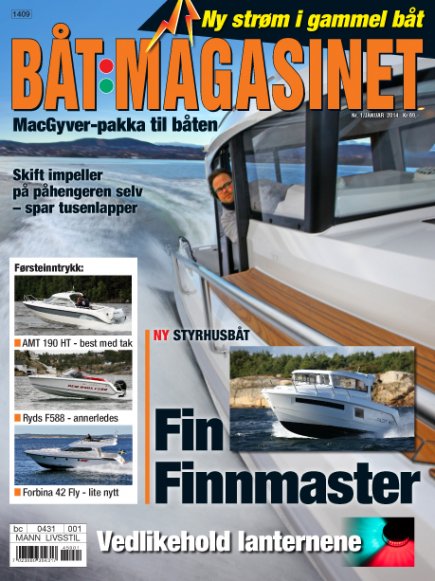 1409
Ny strøm i gammel båt
BÅT MAGASINET
Nr. 1 JANUAR 2014 Kr 69,-
MacGyver-pakka til båten
Skift impeller
på påhengeren selv
– spar tusenlapper
Førsteinntrykk:
AMT 190 HT - best med tak
Ryds F588 - annerledes
Forbina 42 Fly - lite nytt
NY STYRHUSBÅT
Fin
Finnmaster
bc 0431 001
MANN LIVSSTIL
Vedlikehold lanternene